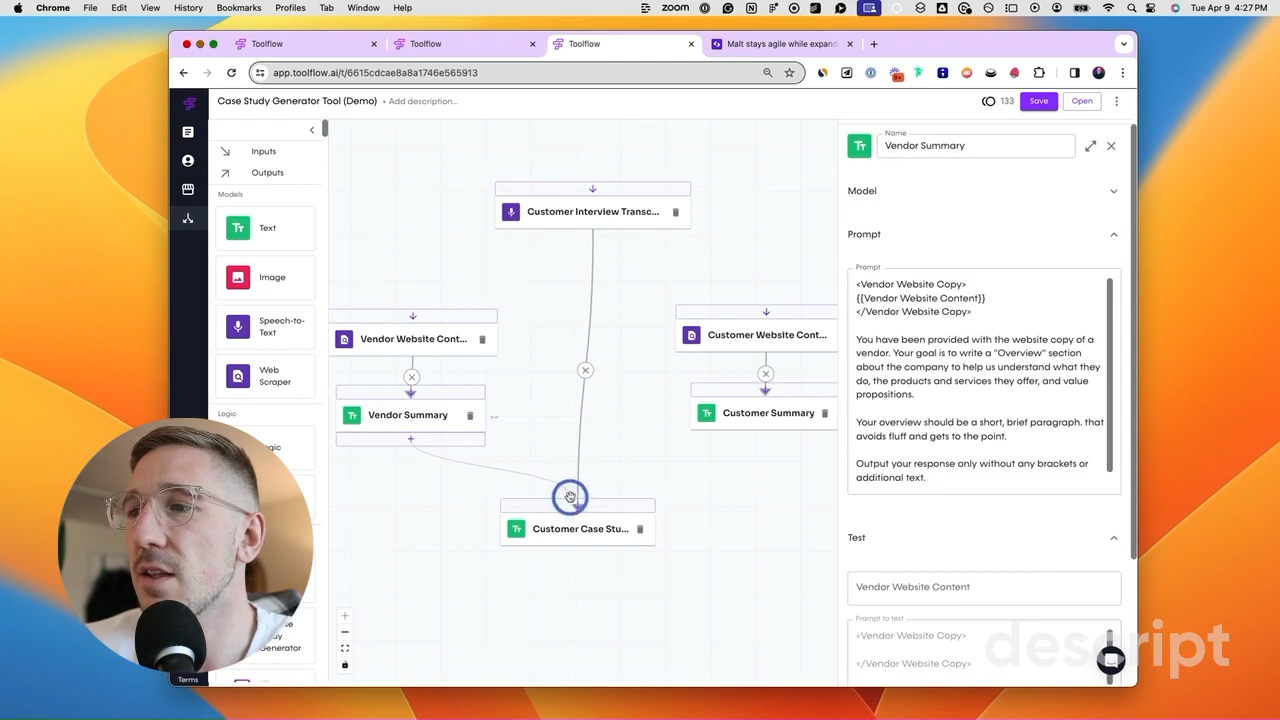 Chrome File Edit View History Bookmarks Profiles Tab Window Help
zoom
Tue Apr 9 4:27 PM
Toolflow
Toolflow
Toolflow
Malt stays agile while expand
app.toolflow.ai/t/6615cdcae8a8a1746e565913
9+
Case Study Generator Tool (Demo) + Add description...
133
Save
Open
Inputs
Outputs
Models
Text
Image
Speech-to-
Text
Web
Scraper
Logic
Generator
Terms
Customer Interview Transc...
Vendor Website Cont...
Vendor Summary
Customer Website Cont...
Customer Summary
Customer Case Stu...
Name
Vendor Summary
Model
Prompt
Prompt
<Vendor Website Copy>
{{Vendor Website Content}}
</Vendor Website Copy>
You have been provided with the website copy of a
vendor. Your goal is to write a "Overview" section
about the company to help us understand what they
do, the products and services they offer, and value
propositions.
Your overview should be a short, brief paragraph. that
avoids fluff and gets to the point.
Output your response only without any brackets or
additional text.
Test
Vendor Website Content
Prompt to test
<Vendor Website Copy>
</Vendor Website Copy>
descript